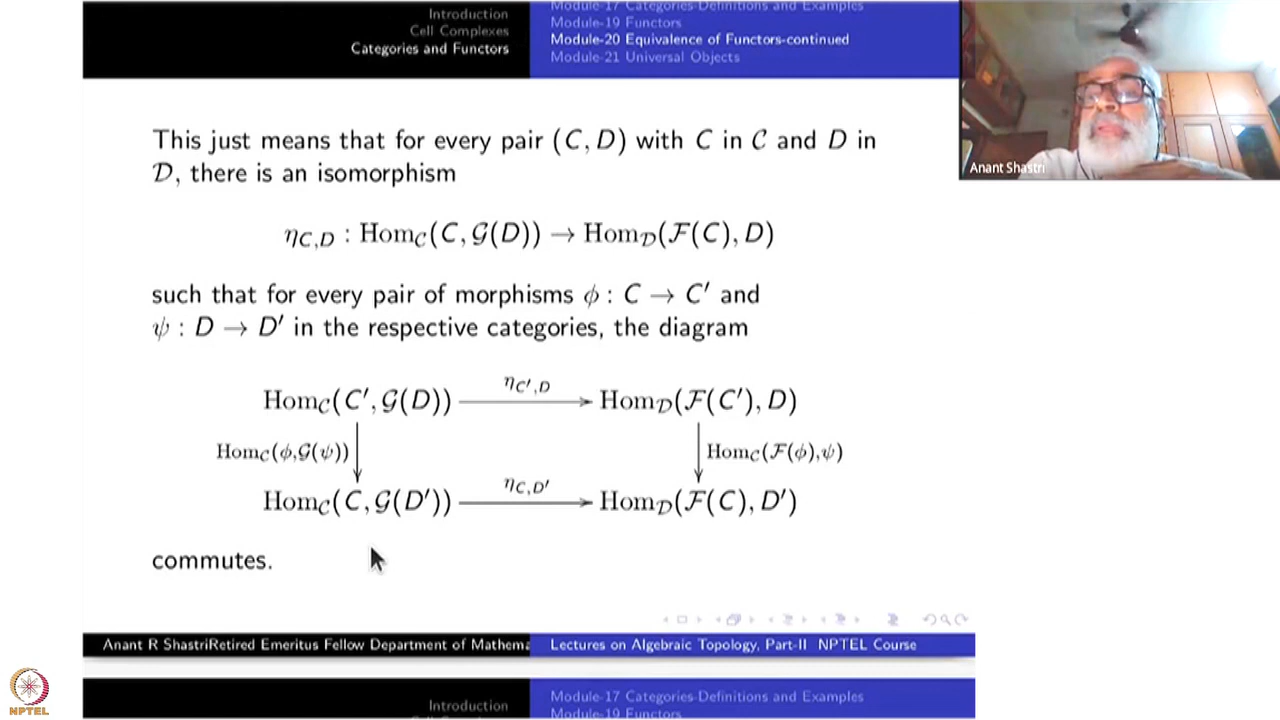 Introduction
Cell Complexes
Categories and Functors
Module-17 Categories-Definitions and Examples
Module-19 Functors
Module-20 Equivalence of Functors-continued
Module-21 Universal Objects
Anant Shastri
This just means that for every pair (C, D) with C in 𝒞 and D in
𝒟, there is an isomorphism
η_{C,D} : Hom_𝒞(C, 𝒢(D)) → Hom_𝒟(ℱ(C), D)
such that for every pair of morphisms ϕ : C → C′ and
ψ : D → D′ in the respective categories, the diagram
Hom_𝒞(C′, 𝒢(D)) η_{C′,D} Hom_𝒟(ℱ(C′), D)
Hom_𝒞(ϕ,𝒢(ψ)) Hom_𝒞(ℱ(ϕ),ψ)
Hom_𝒞(C, 𝒢(D′)) η_{C,D′} Hom_𝒟(ℱ(C), D′)
commutes.
Anant R ShastriRetired Emeritus Fellow Department of Mathema
Lectures on Algebraic Topology, Part-II NPTEL Course
Introduction
Module-17 Categories-Definitions and Examples
Module-19 Functors
NPTEL